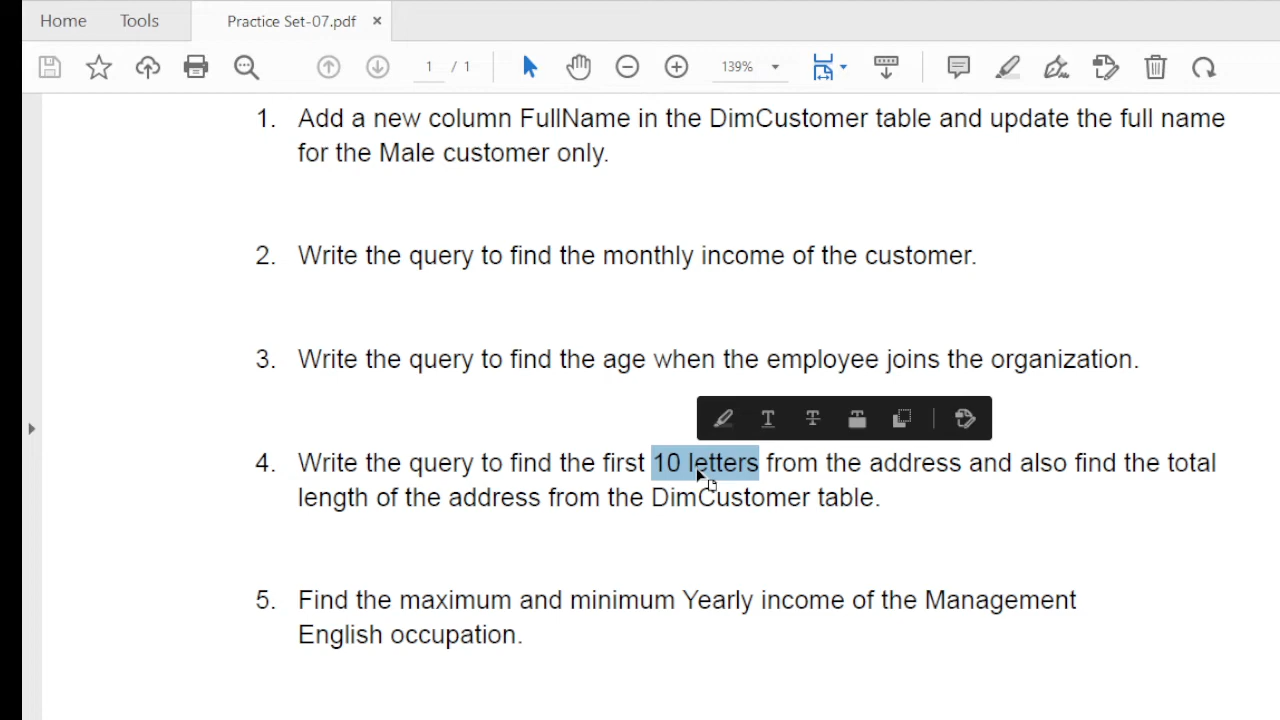 Home Tools Practice Set-07.pdf ×
1 / 1 139%
1. Add a new column FullName in the DimCustomer table and update the full name
for the Male customer only.
2. Write the query to find the monthly income of the customer.
3. Write the query to find the age when the employee joins the organization.
4. Write the query to find the first 10 letters from the address and also find the total
length of the address from the DimCustomer table.
5. Find the maximum and minimum Yearly income of the Management
English occupation.